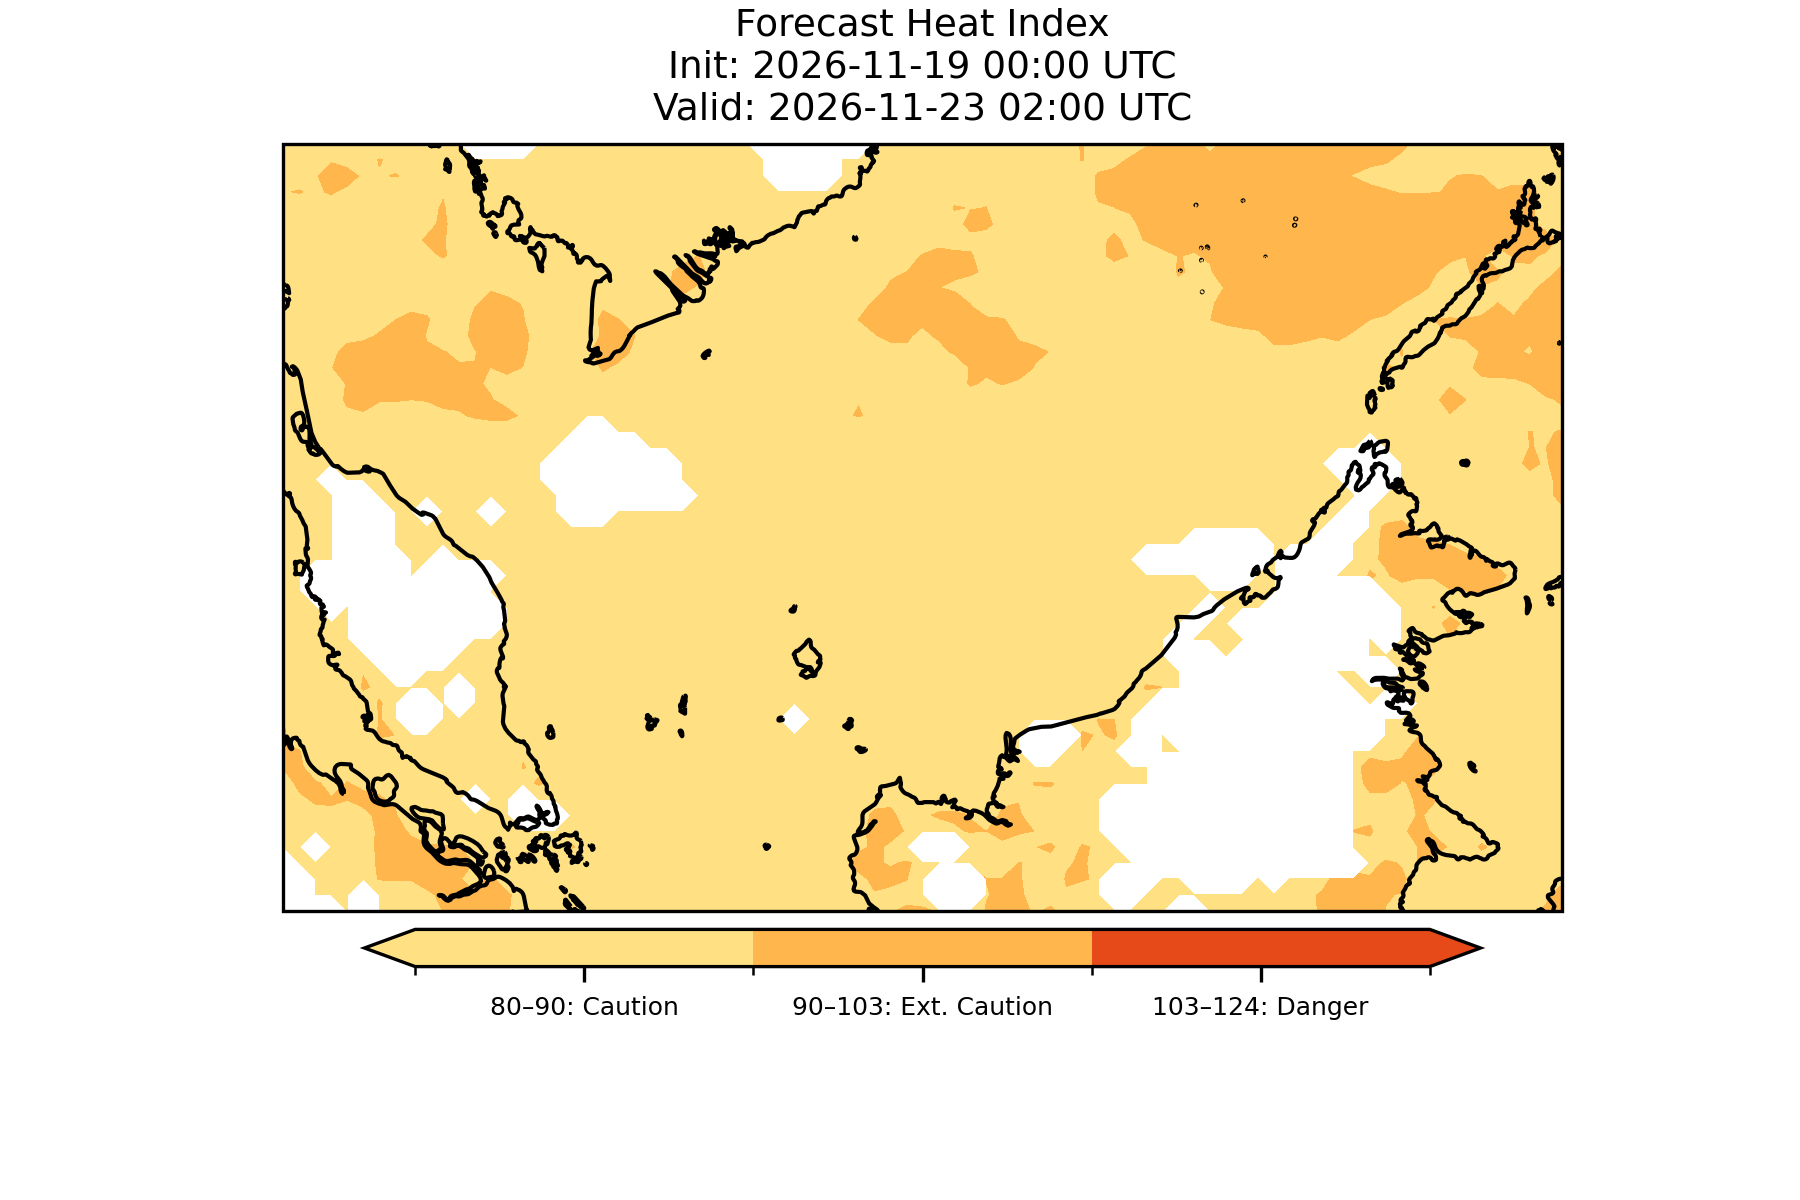 Forecast Heat Index
Init: 2026-11-19 00:00 UTC
Valid: 2026-11-23 02:00 UTC
80–90: Caution
90–103: Ext. Caution
103–124: Danger